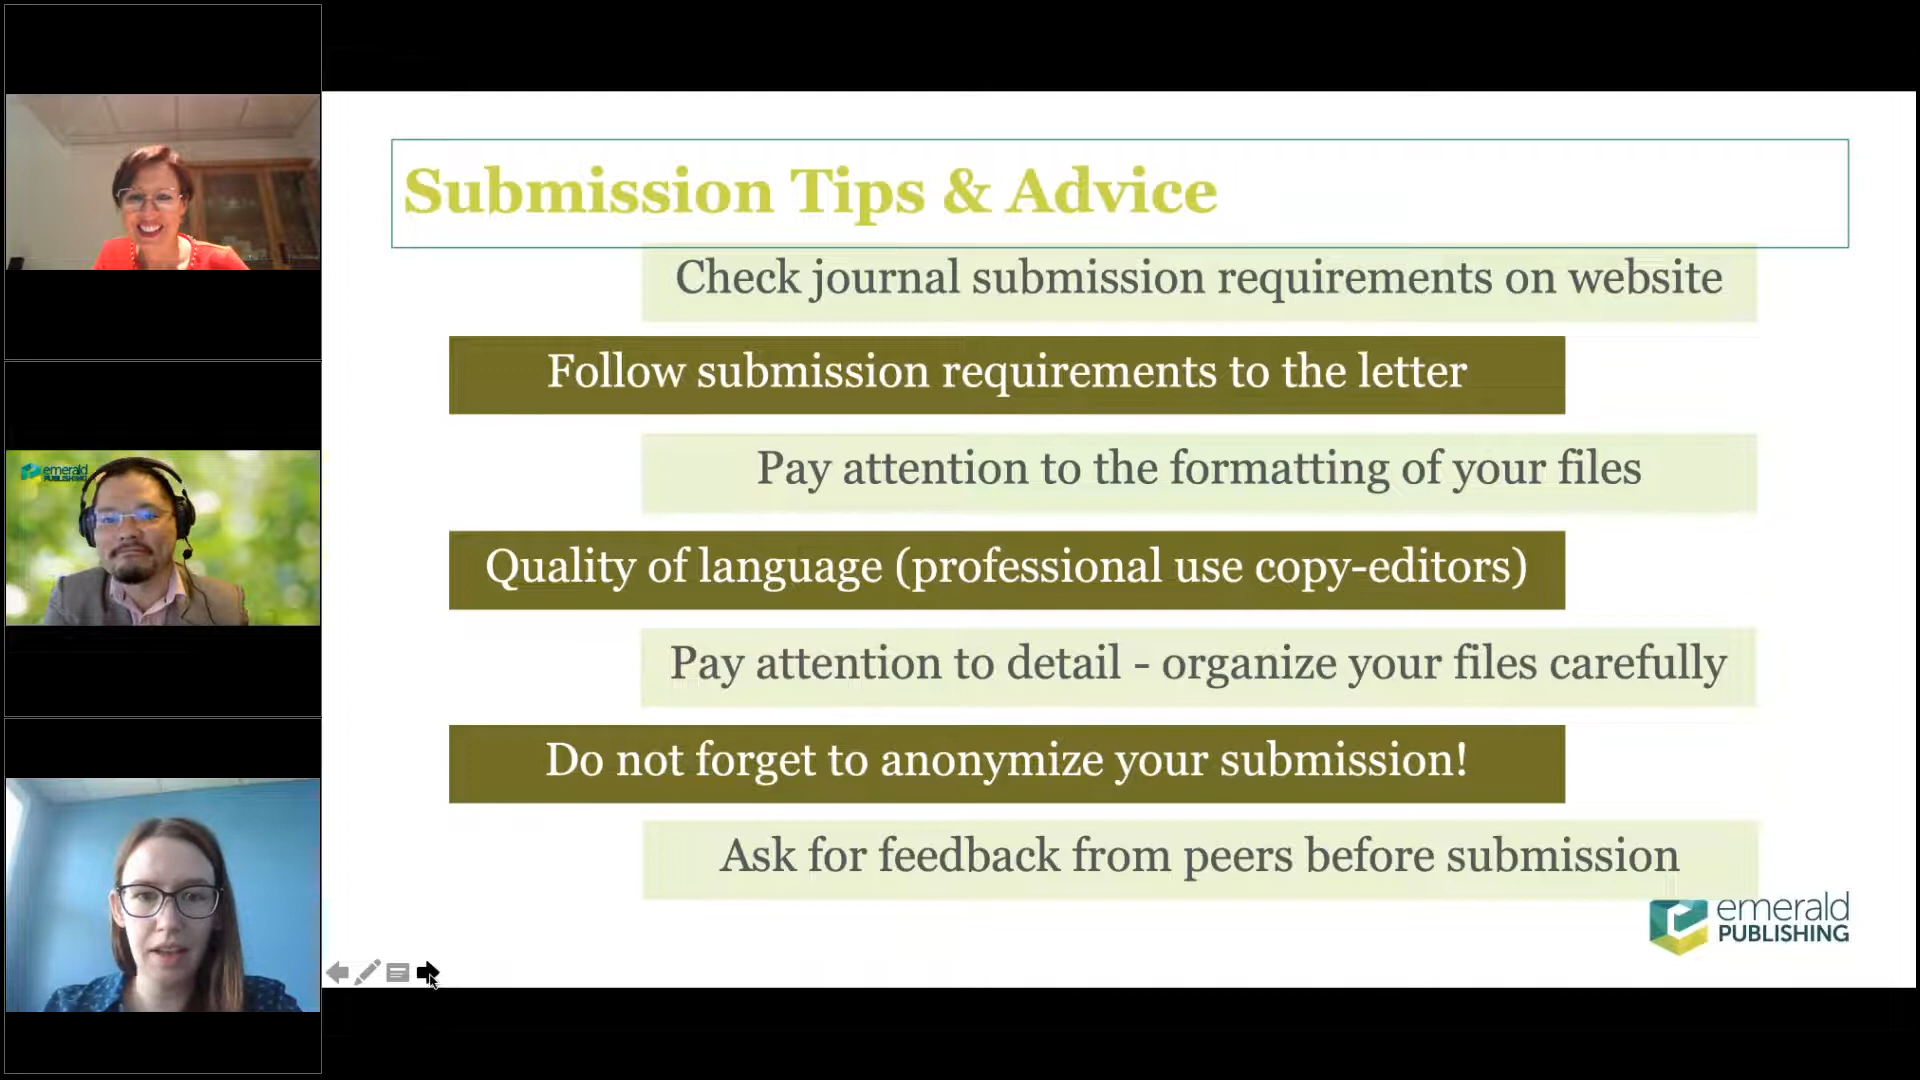 Submission Tips & Advice
Check journal submission requirements on website
Follow submission requirements to the letter
Pay attention to the formatting of your files
Quality of language (professional use copy-editors)
Pay attention to detail - organize your files carefully
Do not forget to anonymize your submission!
Ask for feedback from peers before submission
emerald
PUBLISHING
emerald
PUBLISHING